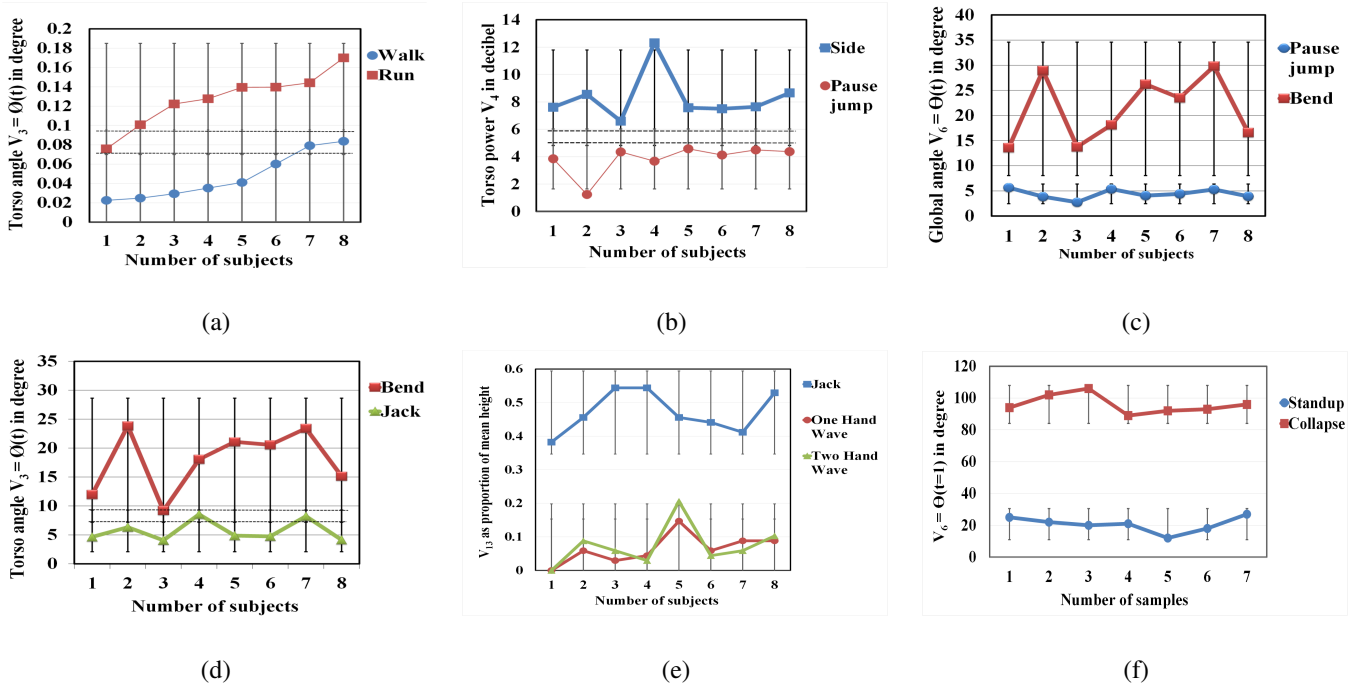 Torso angle V3 = Ø(t) in degree
0.2
0.18
0.16
0.14
0.12
0.1
0.08
0.06
0.04
0.02
0
Walk
Run
1 2 3 4 5 6 7 8
Number of subjects
(a)
Torso power V4 in decibel
14
12
10
8
6
4
2
0
Side
Pause
jump
1 2 3 4 5 6 7 8
Number of subjects
(b)
Global angle V6 = Θ(t) in degree
40
35
30
25
20
15
10
5
0
Pause
jump
Bend
1 2 3 4 5 6 7 8
Number of subjects
(c)
Torso angle V3 = Ø(t) in degree
35
30
25
20
15
10
5
0
Bend
Jack
1 2 3 4 5 6 7 8
Number of subjects
(d)
V13 as proportion of mean height
0.6
0.5
0.4
0.3
0.2
0.1
0
Jack
One Hand
Wave
Two Hand
Wave
1 2 3 4 5 6 7 8
Number of subjects
(e)
V6 = Θ(t=1) in degree
120
100
80
60
40
20
0
Standup
Collapse
1 2 3 4 5 6 7
Number of samples
(f)